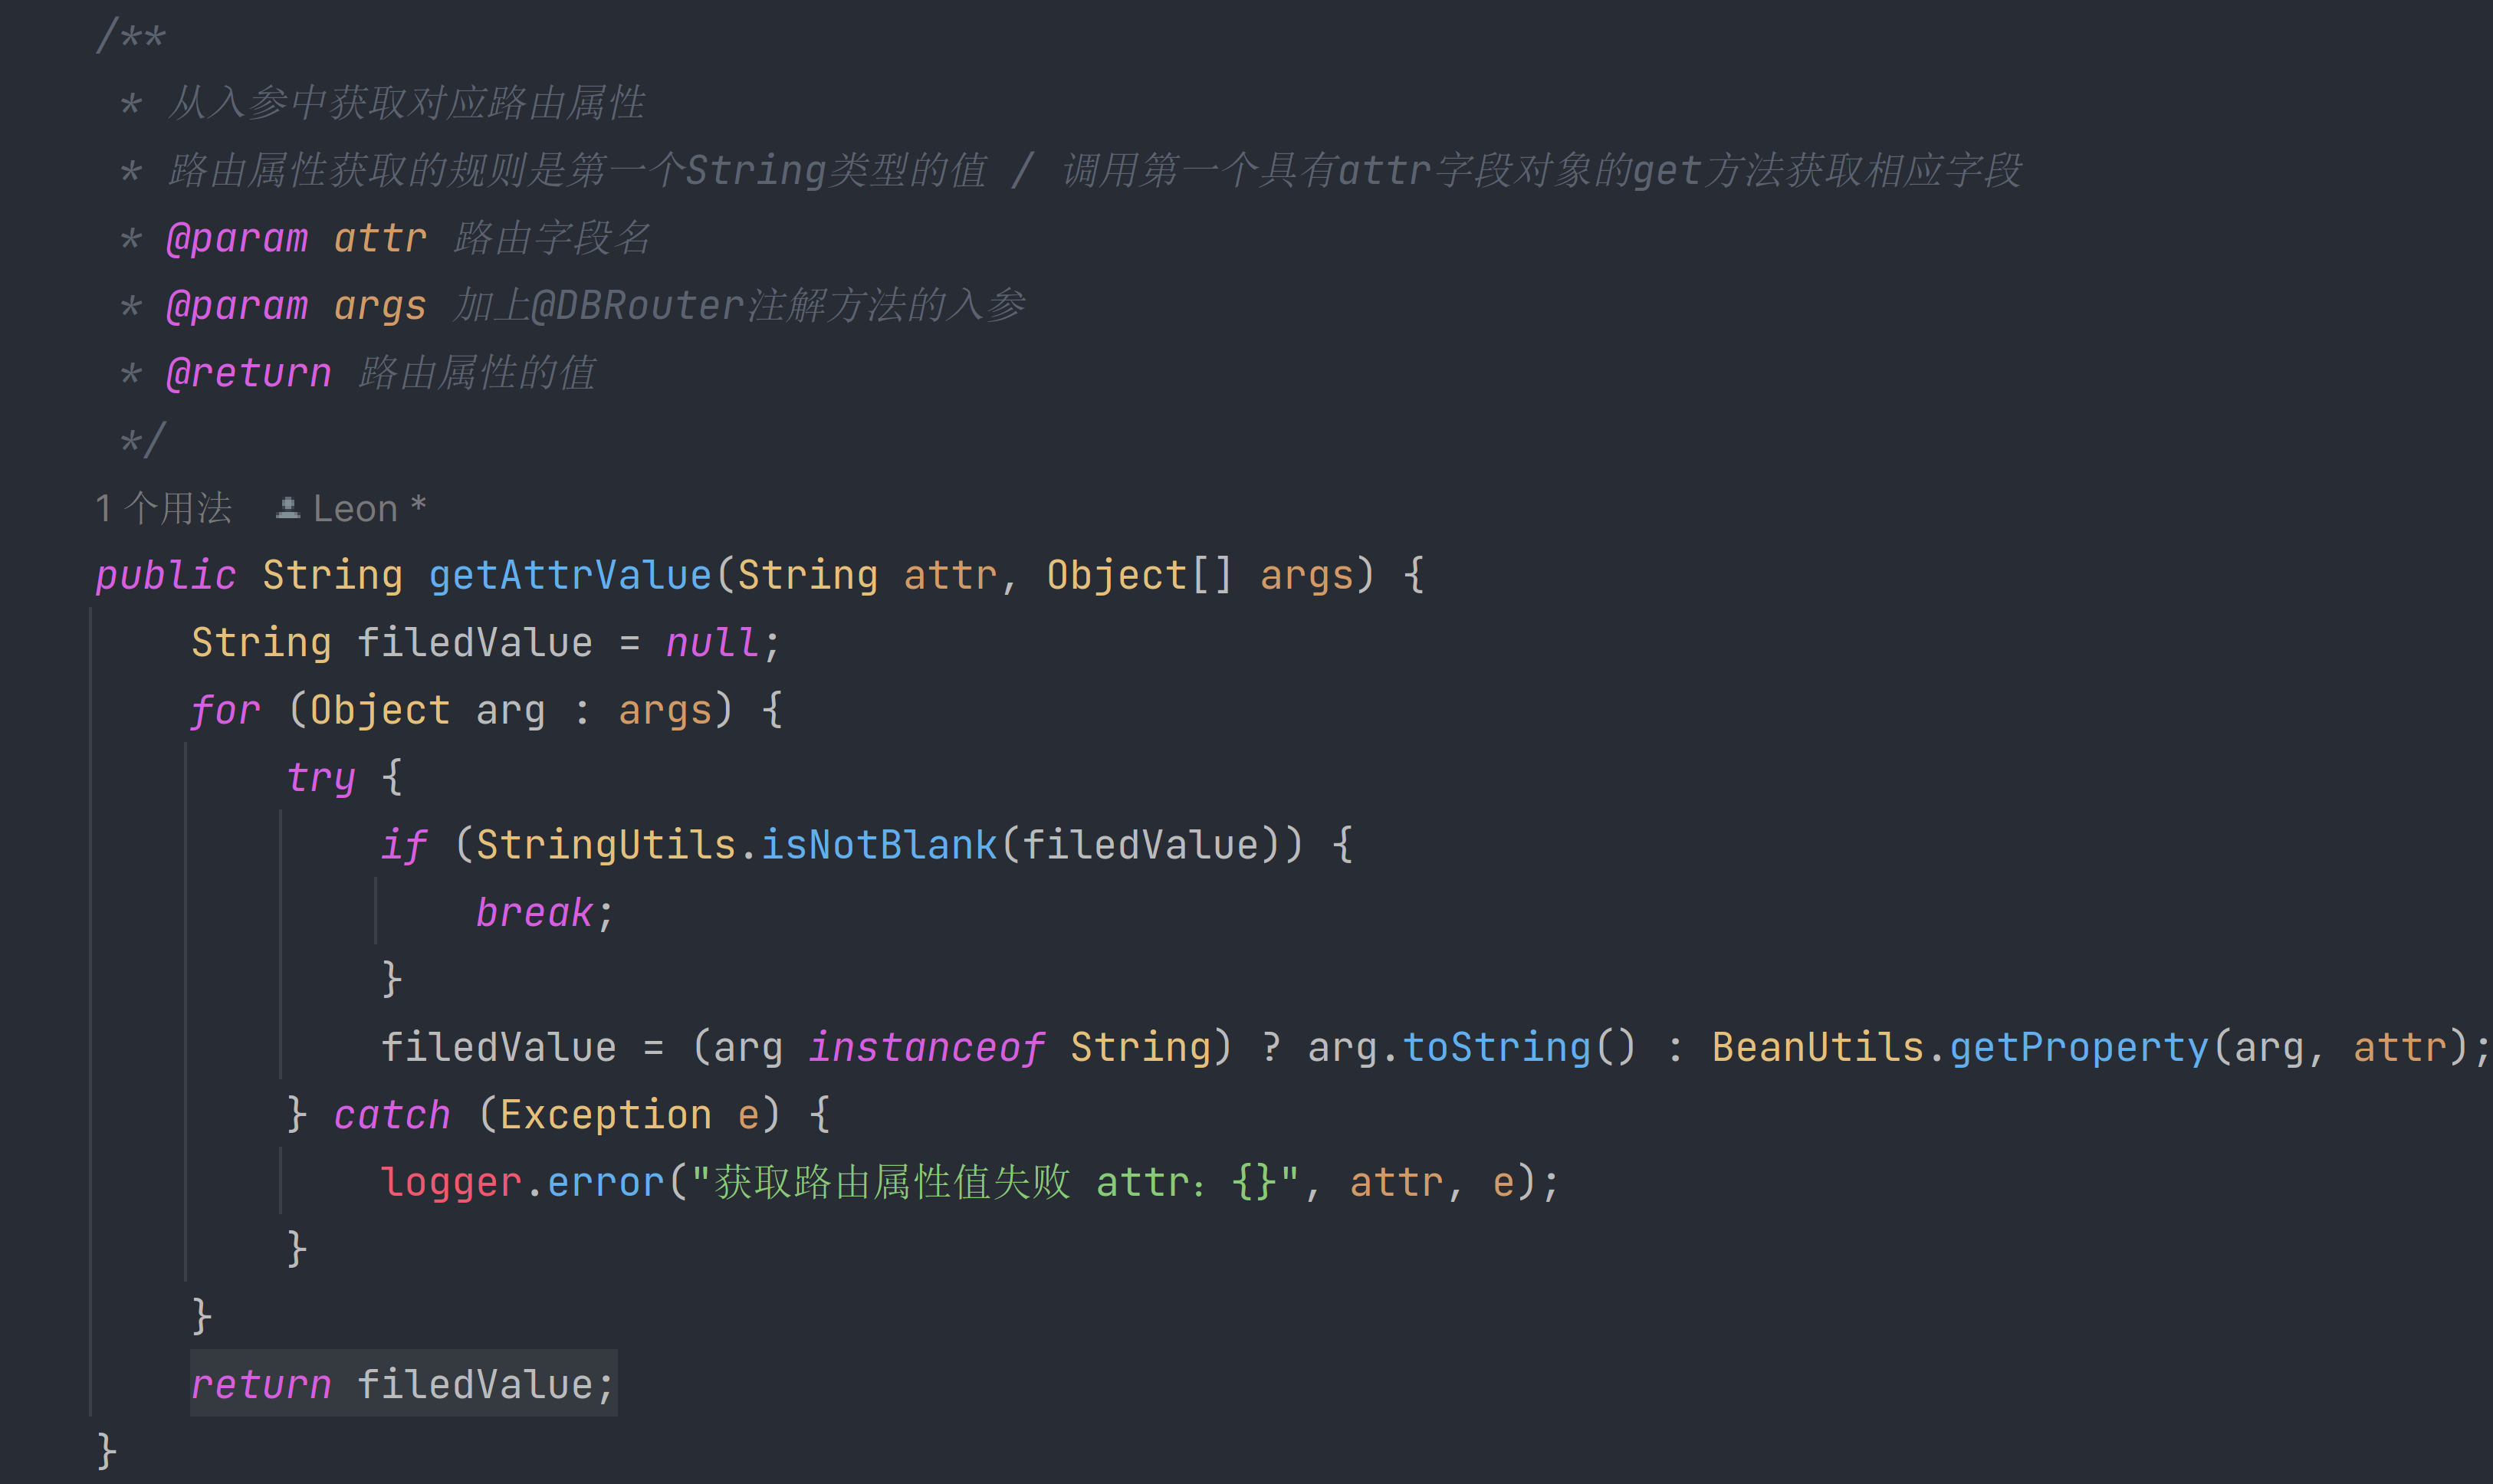 /**
 * 从入参中获取对应路由属性
 * 路由属性获取的规则是第一个String类型的值 / 调用第一个具有attr字段对象的get方法获取相应字段
 * @param attr 路由字段名
 * @param args 加上@DBRouter注解方法的入参
 * @return 路由属性的值
 */
1 个用法 Leon *
public String getAttrValue(String attr, Object[] args) {
    String filedValue = null;
    for (Object arg : args) {
        try {
            if (StringUtils.isNotBlank(filedValue)) {
                break;
            }
            filedValue = (arg instanceof String) ? arg.toString() : BeanUtils.getProperty(arg, attr);
        } catch (Exception e) {
            logger.error("获取路由属性值失败 attr：{}", attr, e);
        }
    }
    return filedValue;
}